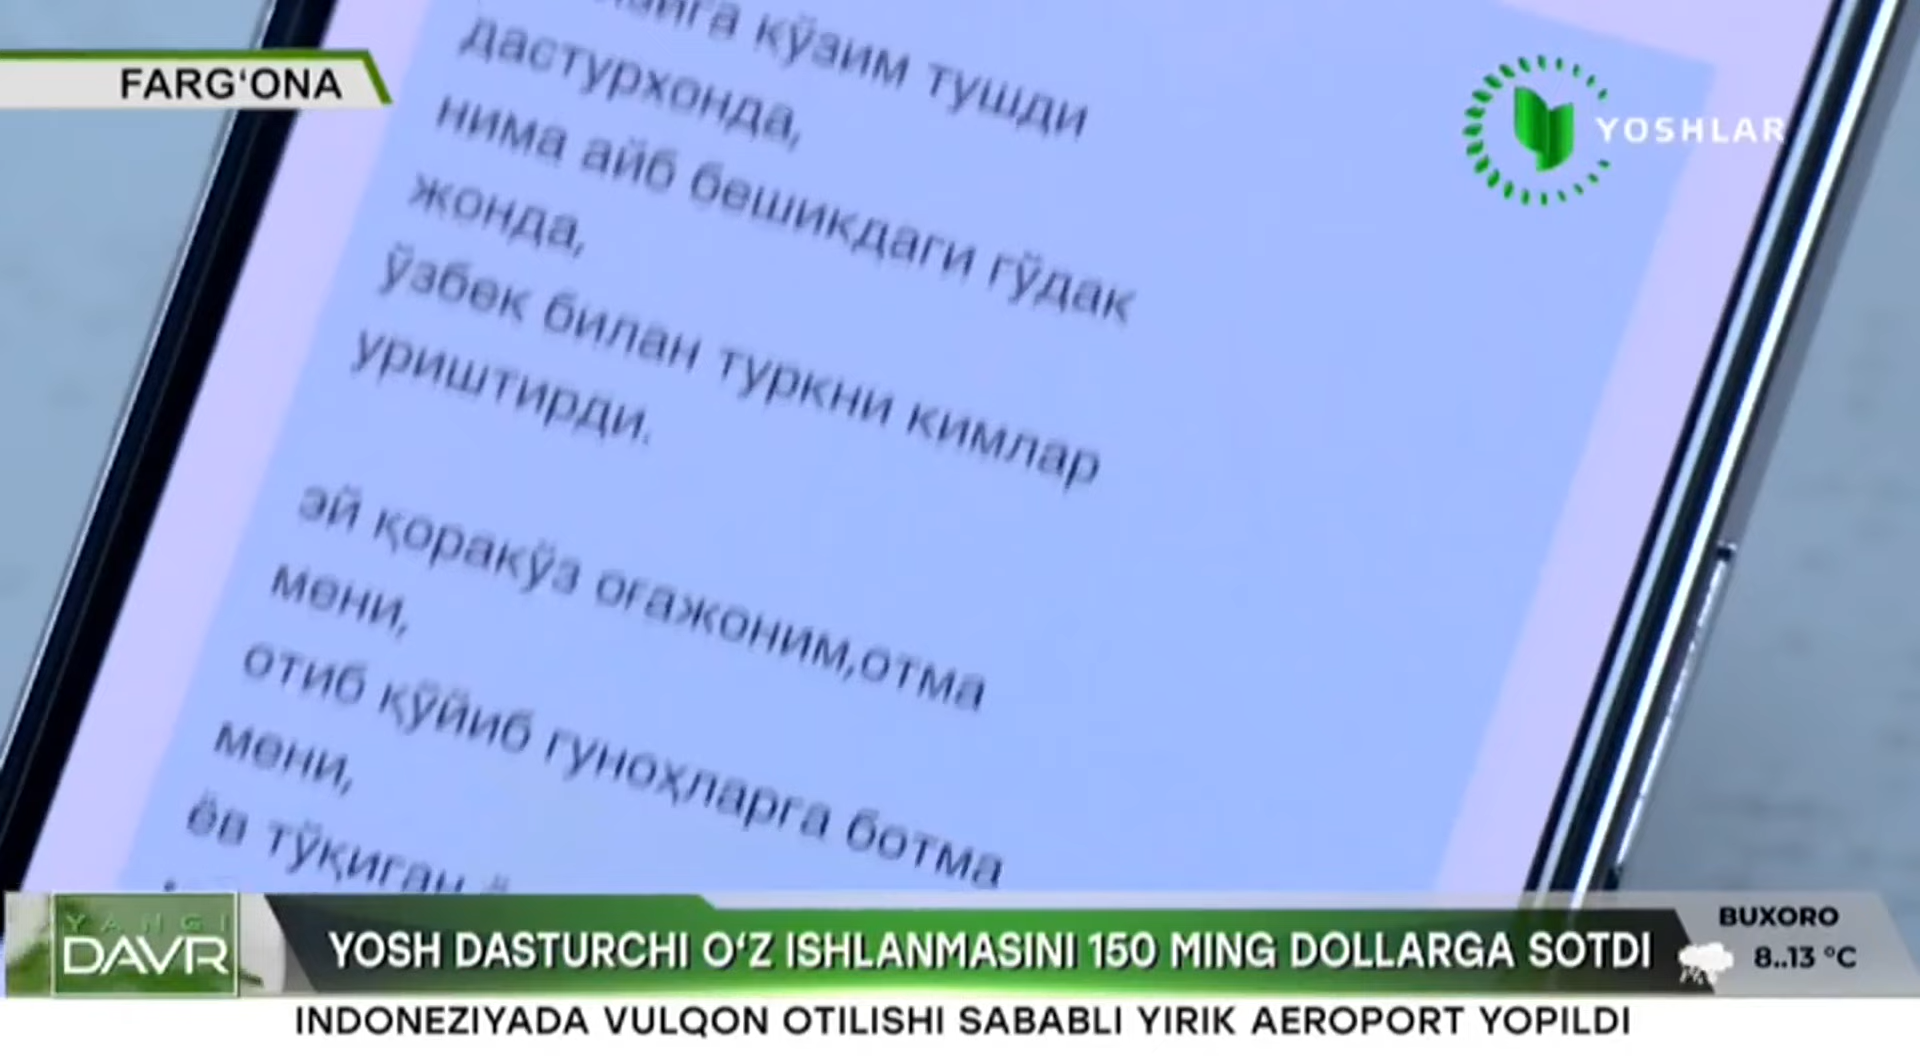 FARG‘ONA
YOSHLAR
кўзим тушди
дастурхонда,
нима айб бешикдаги гўдак
жонда,
ўзбек билан туркни кимлар
уриштирди.
эй қоракўз огажоним,отма
мени,
отиб қўйиб гуноҳларга ботма
мени,
ёв тўқиган
YANGI
DAVR
YOSH DASTURCHI O‘Z ISHLANMASINI 150 MING DOLLARGA SOTDI
BUXORO
8..13 °C
INDONEZIYADA VULQON OTILISHI SABABLI YIRIK AEROPORT YOPILDI